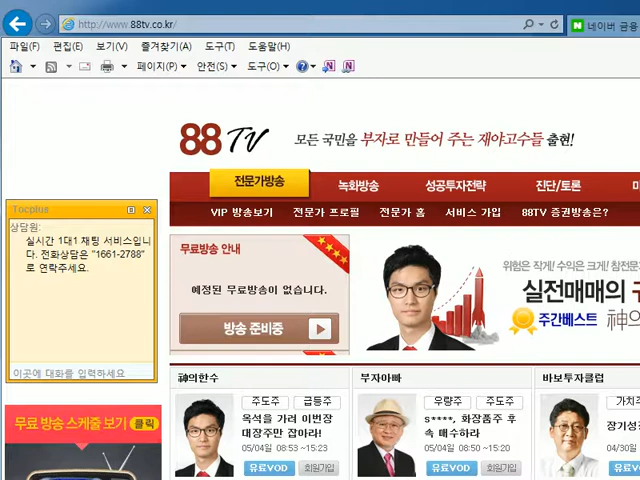 http://www.88tv.co.kr/
네이버 금융
파일(F) 편집(E) 보기(V) 즐겨찾기(A) 도구(T) 도움말(H)
페이지(P) 안전(S) 도구(O)
88 TV
모든 국민을 부자로 만들어 주는 재야고수들 출현!
전문가방송 녹화방송 성공투자전략 진단/토론
VIP 방송보기 전문가 프로필 전문가 홈 서비스 가입 88TV 증권방송은?
Tocplus
상담원:
실시간 1대1 채팅 서비스입니
다. 전화상담은 "1661-2788"
로 연락주세요.
이곳에 대화를 입력하세요
무료 방송 스케줄 보기 클릭
무료방송 안내
예정된 무료방송이 없습니다.
방송 준비중
위험은 작게! 수익은 크게! 참전문
실전매매의
주간베스트 神의
神의한수
주도주 급등주
옥석을 가려 이번장
대장주만 잡아라!
05/04일 08:53 ~15:23
유료VOD 회원가입
부자아빠
우량주 주도주
s****, 화장품주 후
속 매수하라
05/04일 08:50 ~15:20
유료VOD 회원가입
바보투자클럽
가치주
장기성
04/30일
유료VOD